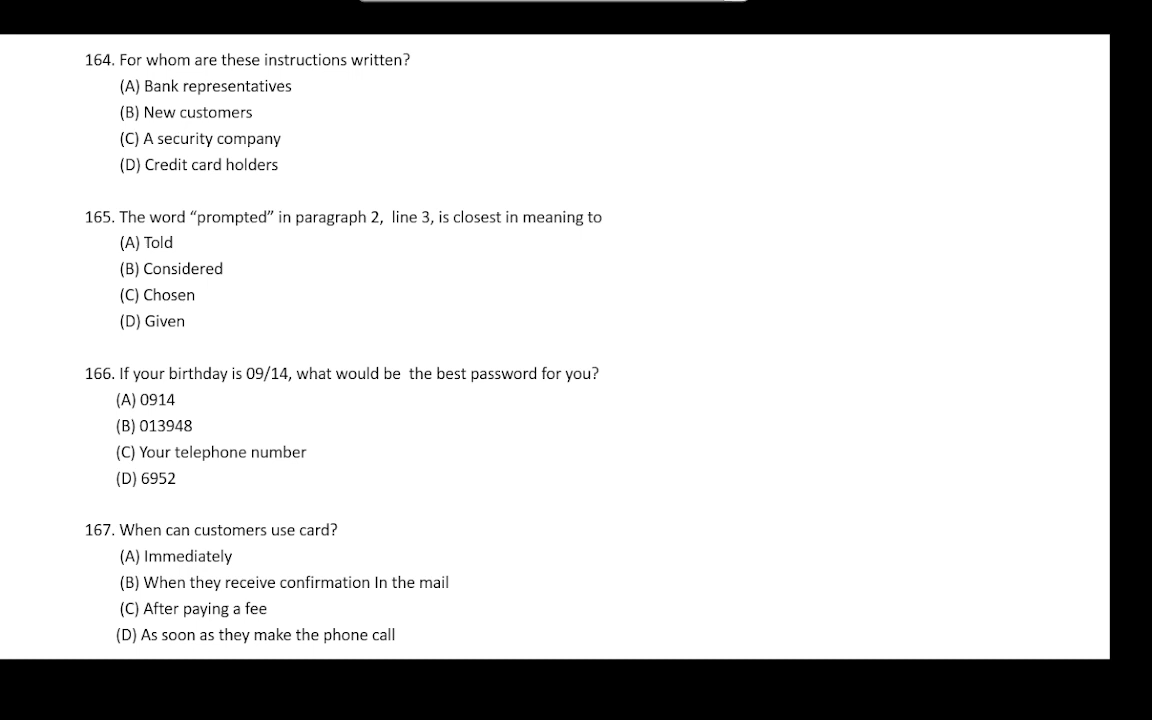 164. For whom are these instructions written?
(A) Bank representatives
(B) New customers
(C) A security company
(D) Credit card holders
165. The word “prompted” in paragraph 2,  line 3, is closest in meaning to
(A) Told
(B) Considered
(C) Chosen
(D) Given
166. If your birthday is 09/14, what would be  the best password for you?
(A) 0914
(B) 013948
(C) Your telephone number
(D) 6952
167. When can customers use card?
(A) Immediately
(B) When they receive confirmation In the mail
(C) After paying a fee
(D) As soon as they make the phone call